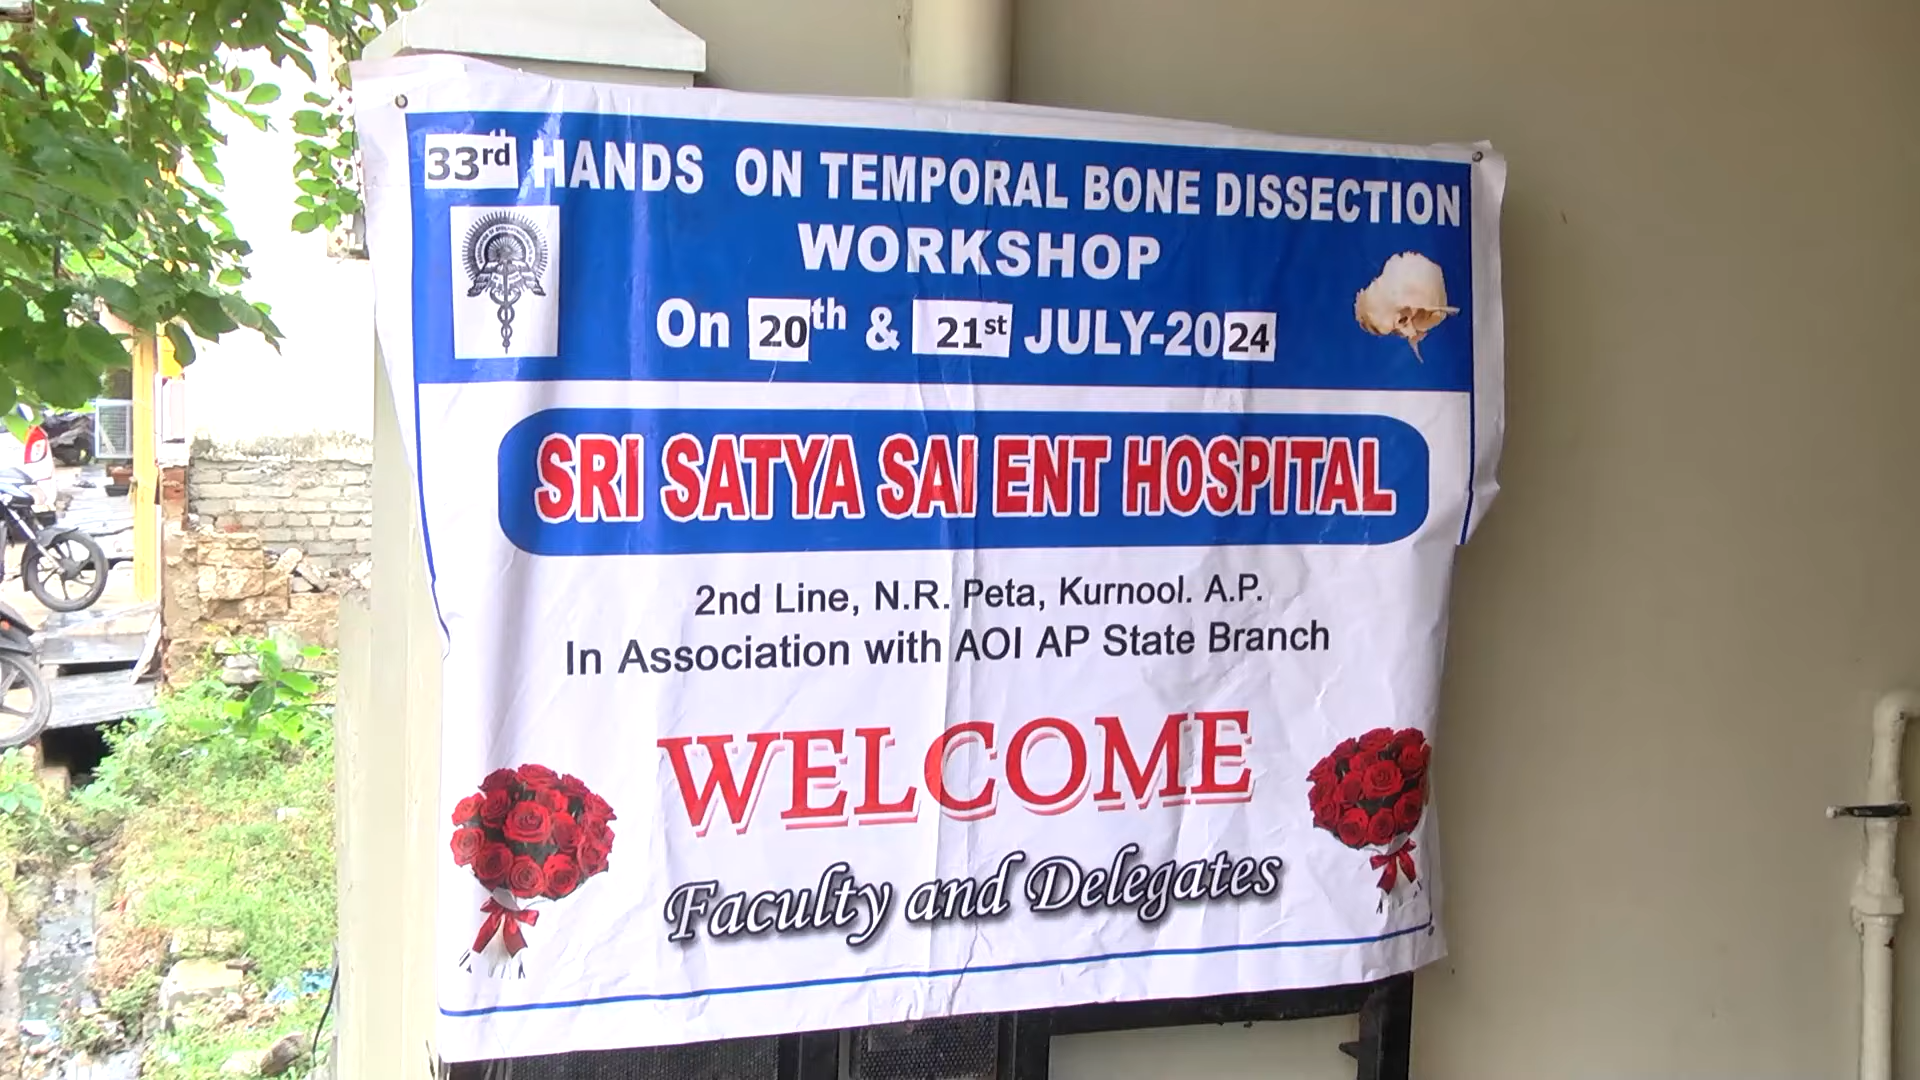 33rd HANDS ON TEMPORAL BONE DISSECTION
WORKSHOP
On 20th & 21st JULY-2024
SRI SATYA SAI ENT HOSPITAL
2nd Line, N.R. Peta, Kurnool. A.P.
In Association with AOI AP State Branch
WELCOME
Faculty and Delegates